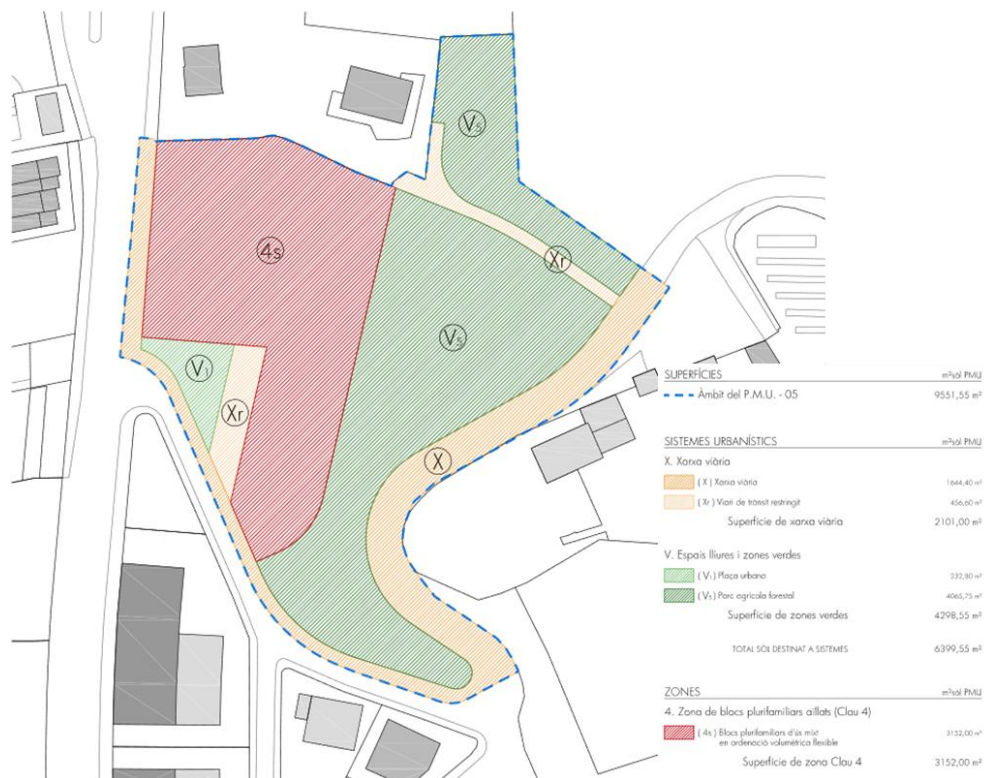 V₅
Xr
4s
V₅
V₁
Xr
X
SUPERFÍCIES m²sòl PMU
Àmbit del P.M.U. - 05 9551,55 m²
SISTEMES URBANÍSTICS m²sòl PMU
X. Xarxa viària
( X ) Xarxa viària 1644,40 m²
( Xr ) Viari de trànsit restringit 456,60 m²
Superfície de xarxa viària 2101,00 m²
V. Espais lliures i zones verdes
( V₁ ) Plaça urbana 232,80 m²
( V₅ ) Parc agrícola forestal 4065,75 m²
Superfície de zones verdes 4298,55 m²
TOTAL SÒL DESTINAT A SISTEMES 6399,55 m²
ZONES m²sòl PMU
4. Zona de blocs plurifamiliars aïllats (Clau 4)
( 4s ) Blocs plurifamiliars d'ús mixt 3152,00 m²
en ordenació volumètrica flexible
Superfície de zona Clau 4 3152,00 m²